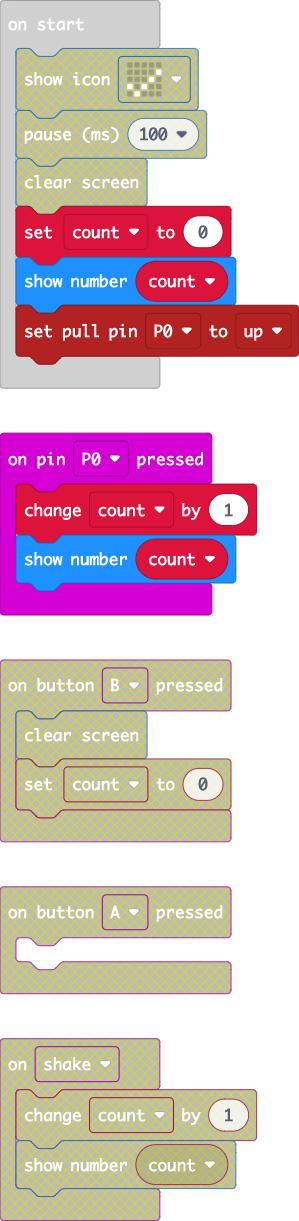 on start
show icon
pause (ms) 100
clear screen
set count to 0
show number count
set pull pin P0 to up
on pin P0 pressed
change count by 1
show number count
on button B pressed
clear screen
set count to 0
on button A pressed
on shake
change count by 1
show number count